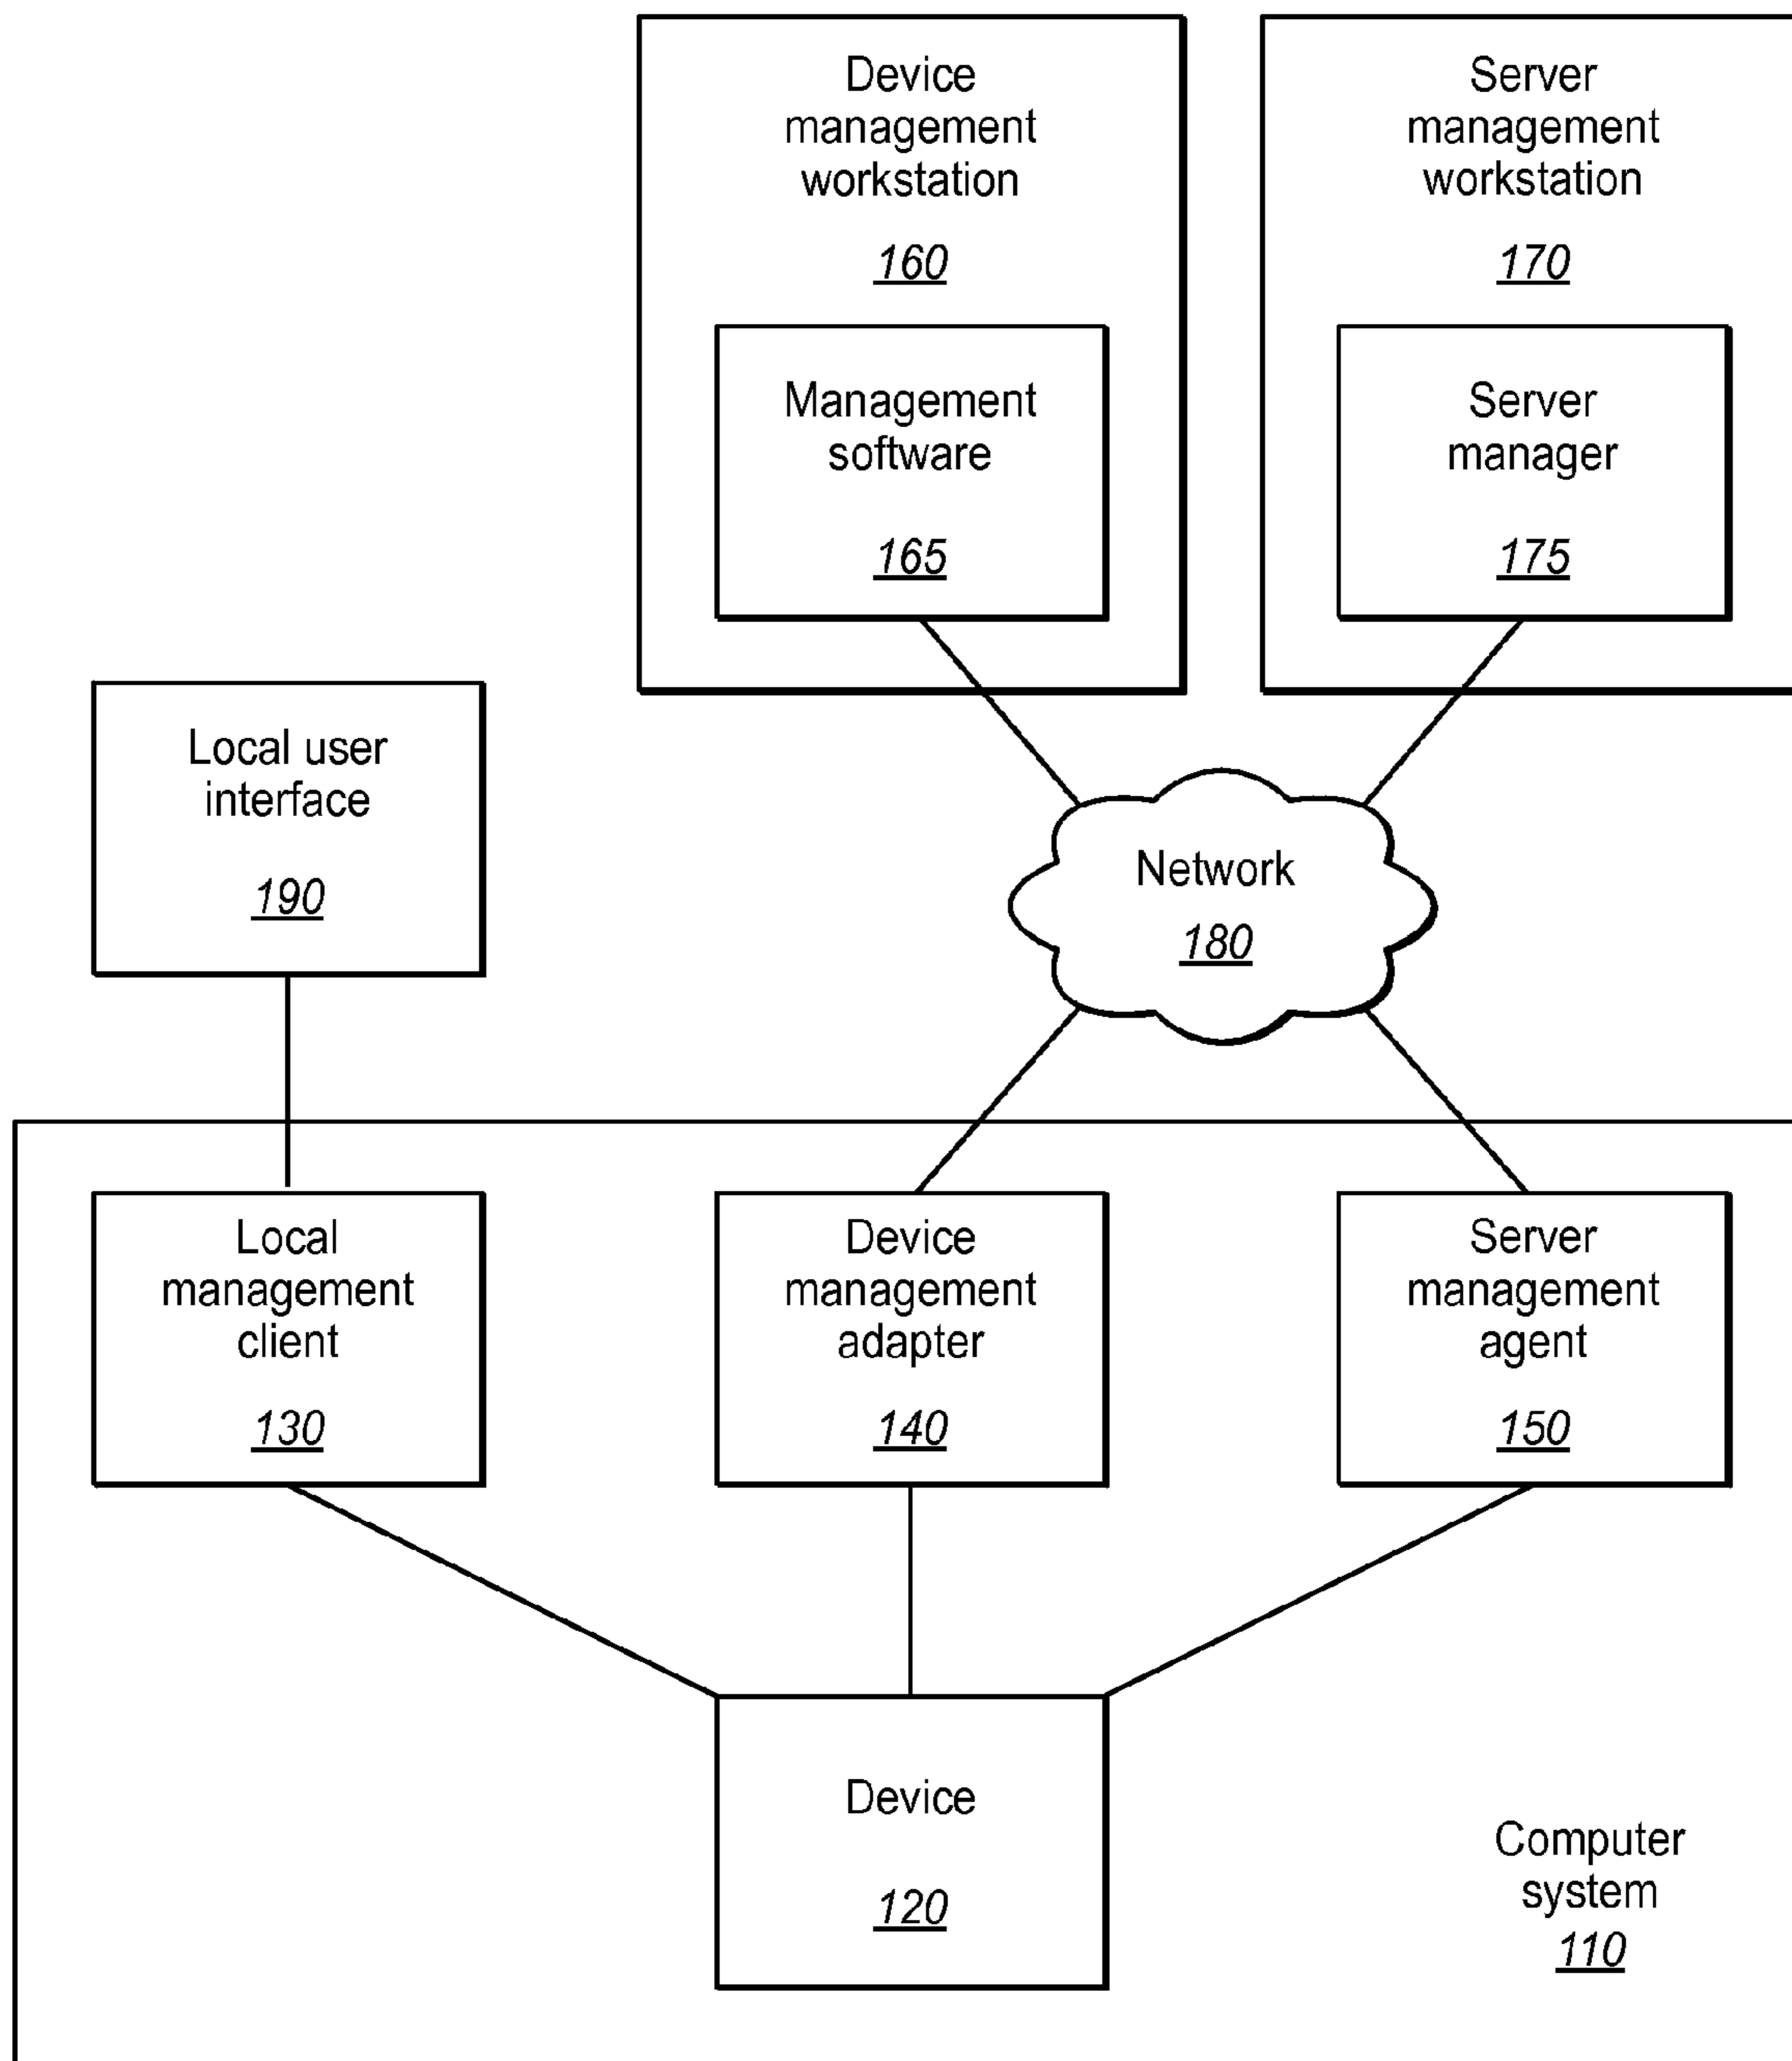 Device
management
workstation
160
Server
management
workstation
170
Management
software
165
Server
manager
175
Local user
interface
190
Network
180
Local
management
client
130
Device
management
adapter
140
Server
management
agent
150
Device
120
Computer
system
110